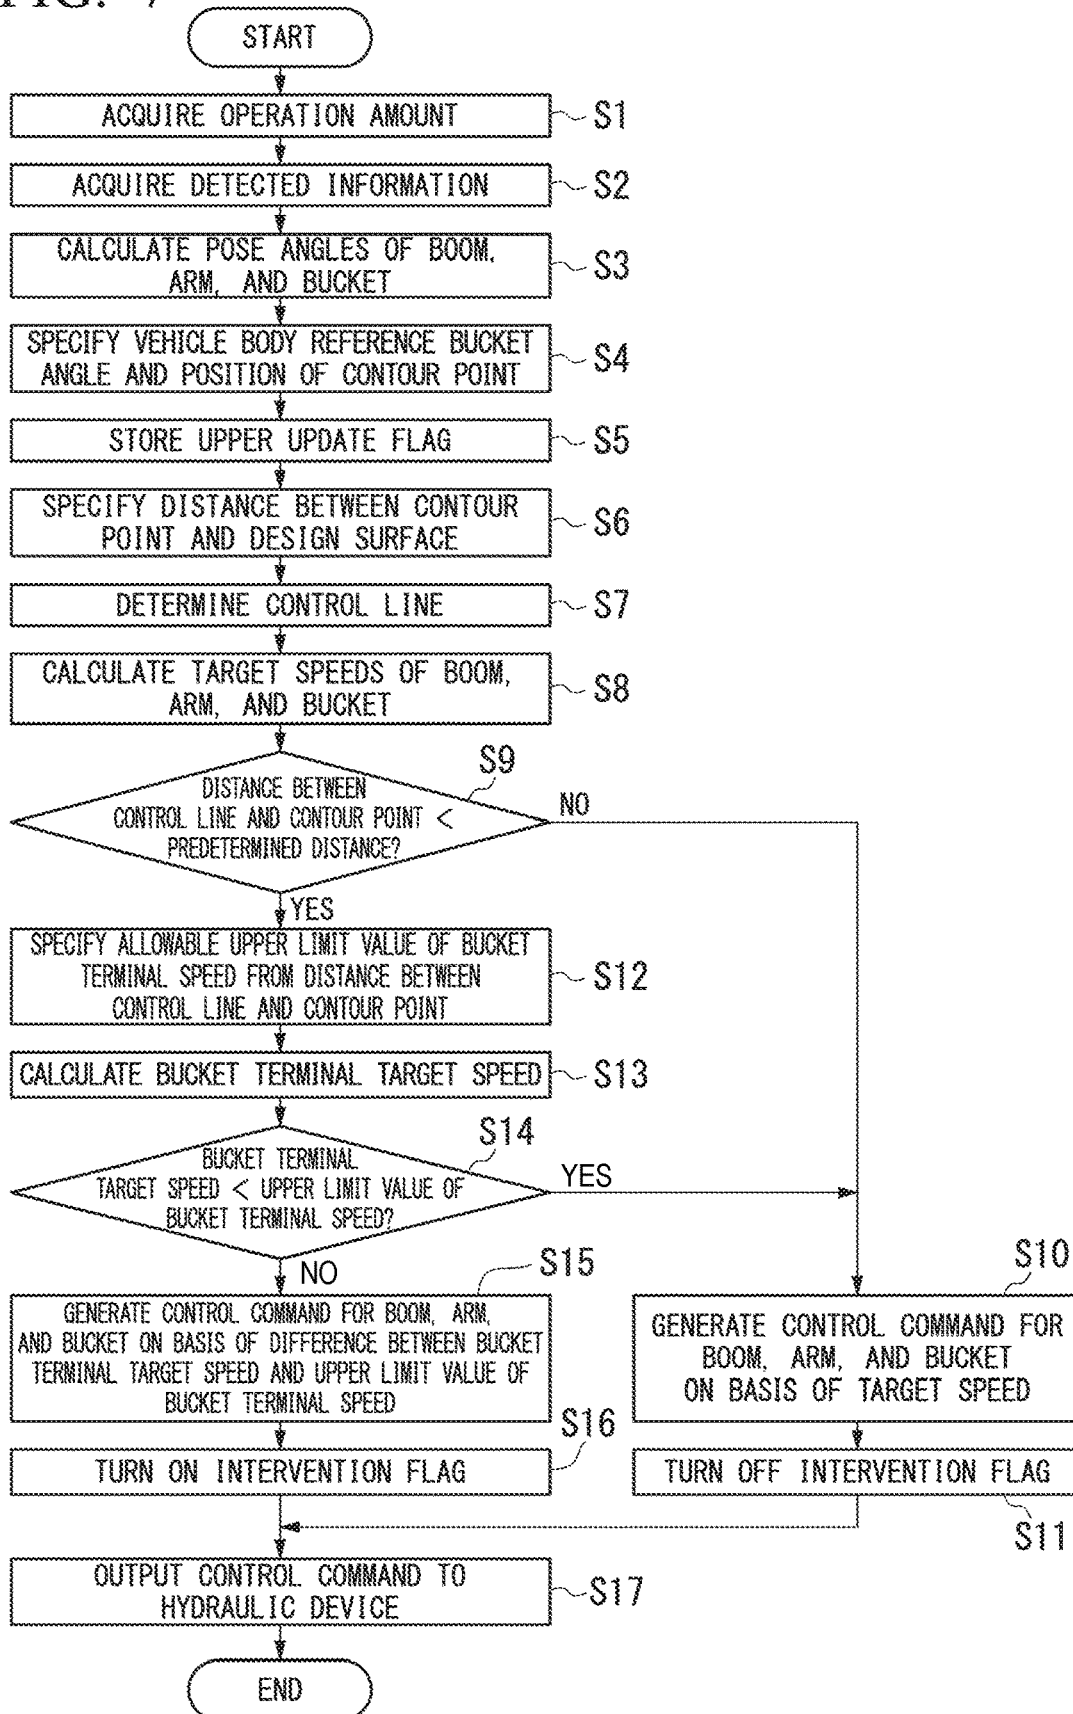 FIG. 7
START
ACQUIRE OPERATION AMOUNT
S1
ACQUIRE DETECTED INFORMATION
S2
CALCULATE POSE ANGLES OF BOOM,
ARM, AND BUCKET
S3
SPECIFY VEHICLE BODY REFERENCE BUCKET
ANGLE AND POSITION OF CONTOUR POINT
S4
STORE UPPER UPDATE FLAG
S5
SPECIFY DISTANCE BETWEEN CONTOUR
POINT AND DESIGN SURFACE
S6
DETERMINE CONTROL LINE
S7
CALCULATE TARGET SPEEDS OF BOOM,
ARM, AND BUCKET
S8
S9
DISTANCE BETWEEN
CONTROL LINE AND CONTOUR POINT <
PREDETERMINED DISTANCE?
NO
YES
SPECIFY ALLOWABLE UPPER LIMIT VALUE OF BUCKET
TERMINAL SPEED FROM DISTANCE BETWEEN
CONTROL LINE AND CONTOUR POINT
S12
CALCULATE BUCKET TERMINAL TARGET SPEED
S13
S14
BUCKET TERMINAL
TARGET SPEED < UPPER LIMIT VALUE OF
BUCKET TERMINAL SPEED?
YES
NO
S15
GENERATE CONTROL COMMAND FOR BOOM, ARM,
AND BUCKET ON BASIS OF DIFFERENCE BETWEEN BUCKET
TERMINAL TARGET SPEED AND UPPER LIMIT VALUE OF
BUCKET TERMINAL SPEED
S10
GENERATE CONTROL COMMAND FOR
BOOM, ARM, AND BUCKET
ON BASIS OF TARGET SPEED
S16
TURN ON INTERVENTION FLAG
TURN OFF INTERVENTION FLAG
S11
OUTPUT CONTROL COMMAND TO
HYDRAULIC DEVICE
S17
END